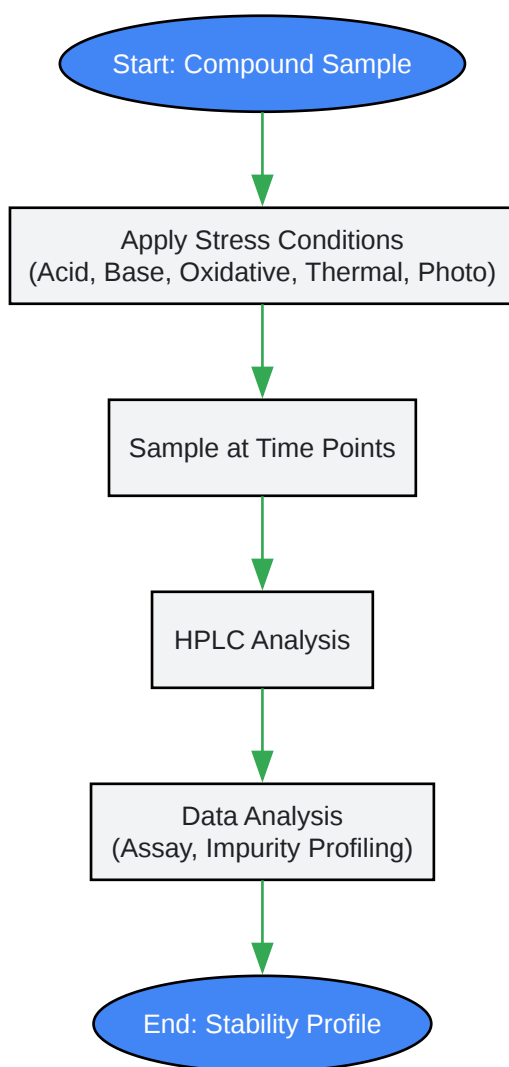 Start: Compound Sample
Apply Stress Conditions
(Acid, Base, Oxidative, Thermal, Photo)
Sample at Time Points
HPLC Analysis
Data Analysis
(Assay, Impurity Profiling)
End: Stability Profile